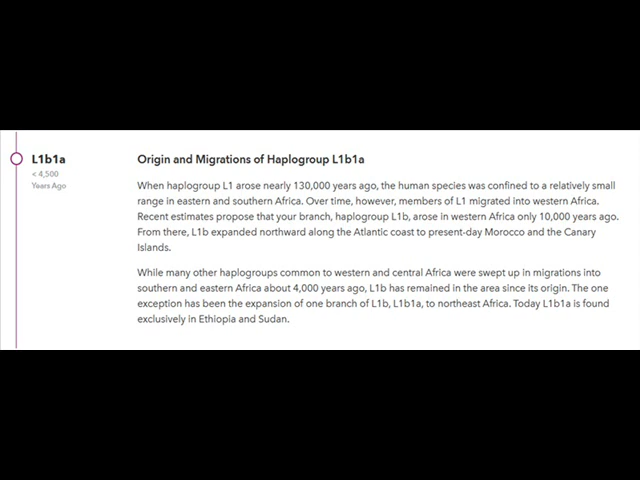 L1b1a
< 4,500
Years Ago
Origin and Migrations of Haplogroup L1b1a
When haplogroup L1 arose nearly 130,000 years ago, the human species was confined to a relatively small
range in eastern and southern Africa. Over time, however, members of L1 migrated into western Africa.
Recent estimates propose that your branch, haplogroup L1b, arose in western Africa only 10,000 years ago.
From there, L1b expanded northward along the Atlantic coast to present-day Morocco and the Canary
Islands.
While many other haplogroups common to western and central Africa were swept up in migrations into
southern and eastern Africa about 4,000 years ago, L1b has remained in the area since its origin. The one
exception has been the expansion of one branch of L1b, L1b1a, to northeast Africa. Today L1b1a is found
exclusively in Ethiopia and Sudan.